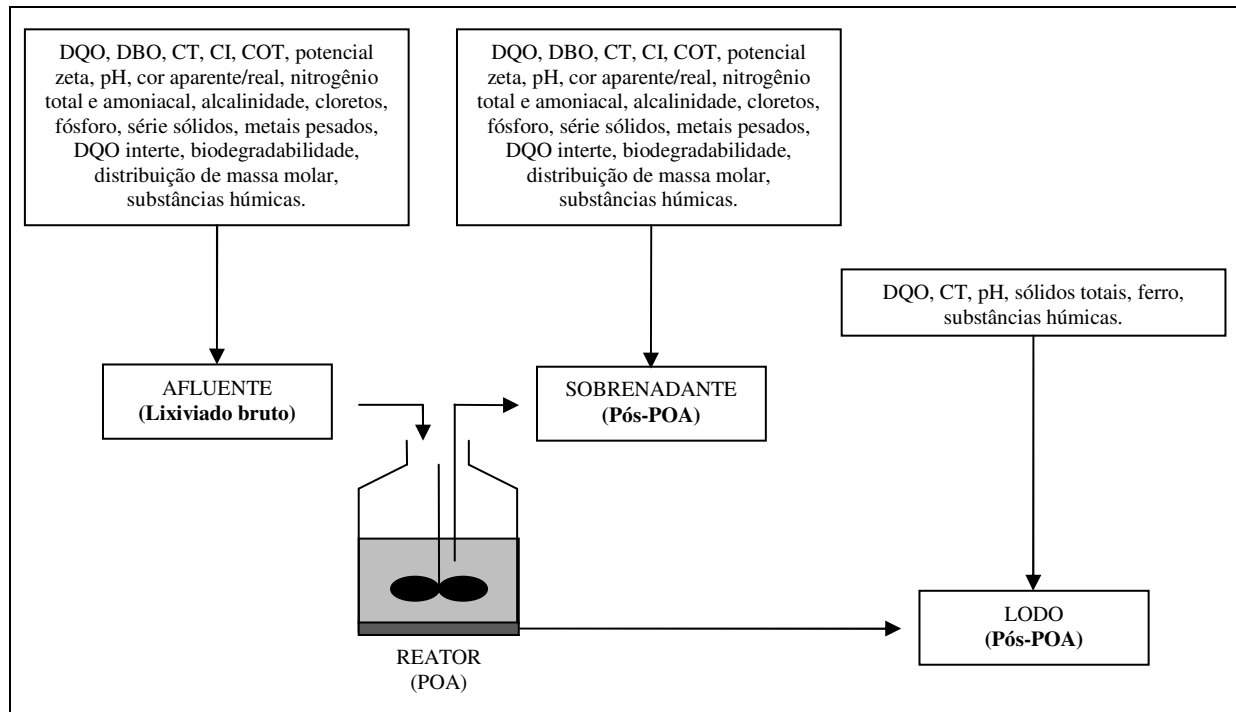 DQO, DBO, CT, CI, COT, potencial
zeta, pH, cor aparente/real, nitrogênio
total e amoniacal, alcalinidade, cloretos,
fósforo, série sólidos, metais pesados,
DQO interte, biodegradabilidade,
distribuição de massa molar,
substâncias húmicas.
DQO, DBO, CT, CI, COT, potencial
zeta, pH, cor aparente/real, nitrogênio
total e amoniacal, alcalinidade, cloretos,
fósforo, série sólidos, metais pesados,
DQO interte, biodegradabilidade,
distribuição de massa molar,
substâncias húmicas.
DQO, CT, pH, sólidos totais, ferro,
substâncias húmicas.
AFLUENTE
(Lixiviado bruto)
SOBRENADANTE
(Pós-POA)
LODO
(Pós-POA)
REATOR
(POA)